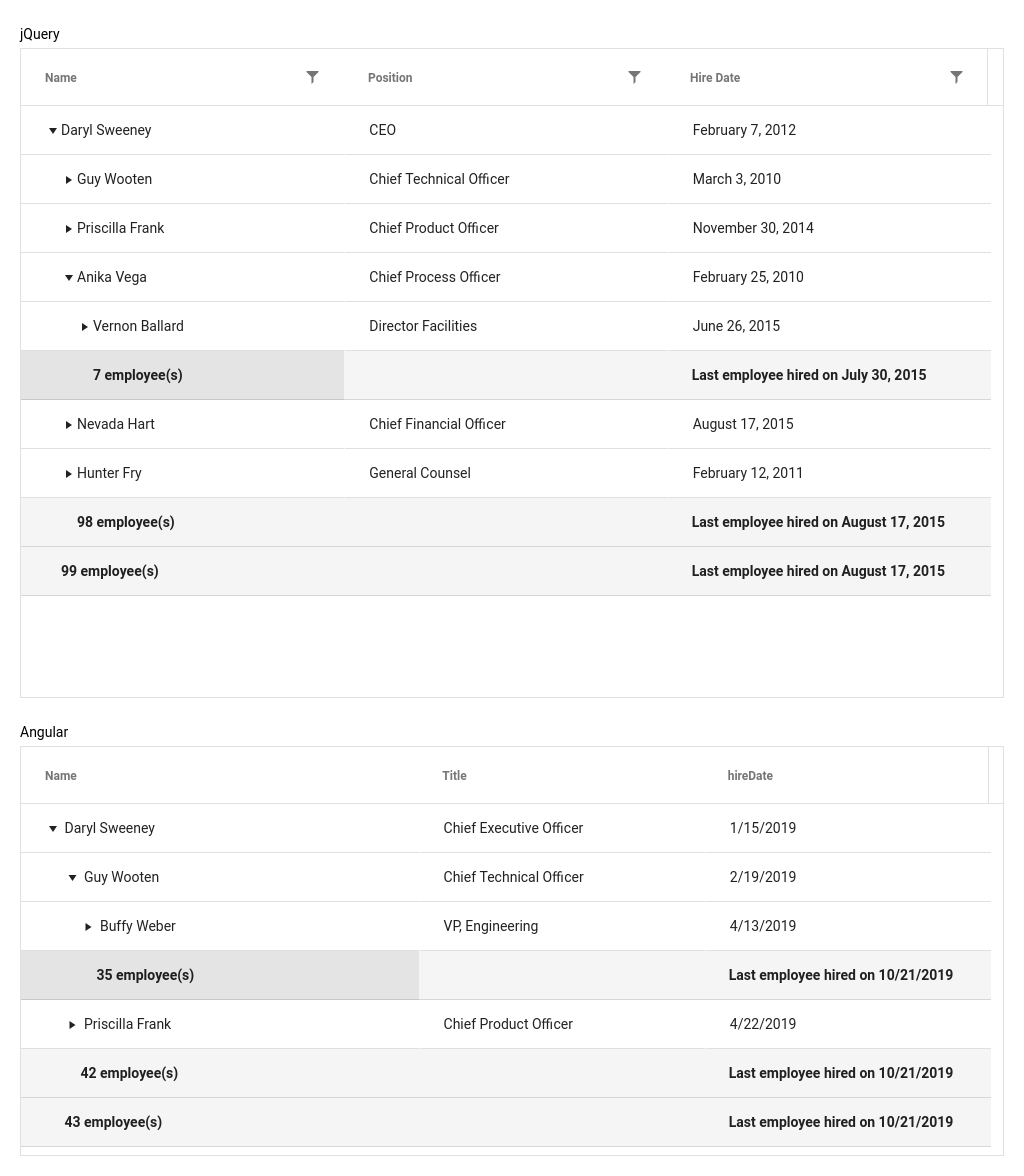 jQuery
Name Position Hire Date
Daryl Sweeney CEO February 7, 2012
Guy Wooten Chief Technical Officer March 3, 2010
Priscilla Frank Chief Product Officer November 30, 2014
Anika Vega Chief Process Officer February 25, 2010
Vernon Ballard Director Facilities June 26, 2015
7 employee(s) Last employee hired on July 30, 2015
Nevada Hart Chief Financial Officer August 17, 2015
Hunter Fry General Counsel February 12, 2011
98 employee(s) Last employee hired on August 17, 2015
99 employee(s) Last employee hired on August 17, 2015
Angular
Name Title hireDate
Daryl Sweeney Chief Executive Officer 1/15/2019
Guy Wooten Chief Technical Officer 2/19/2019
Buffy Weber VP, Engineering 4/13/2019
35 employee(s) Last employee hired on 10/21/2019
Priscilla Frank Chief Product Officer 4/22/2019
42 employee(s) Last employee hired on 10/21/2019
43 employee(s) Last employee hired on 10/21/2019